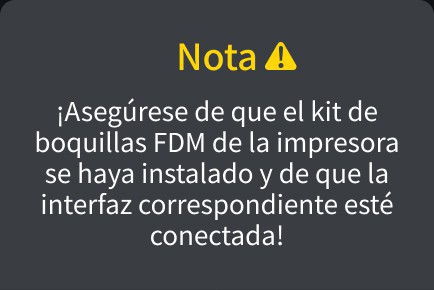 Nota
¡Asegúrese de que el kit de
boquillas FDM de la impresora
se haya instalado y de que la
interfaz correspondiente esté
conectada!